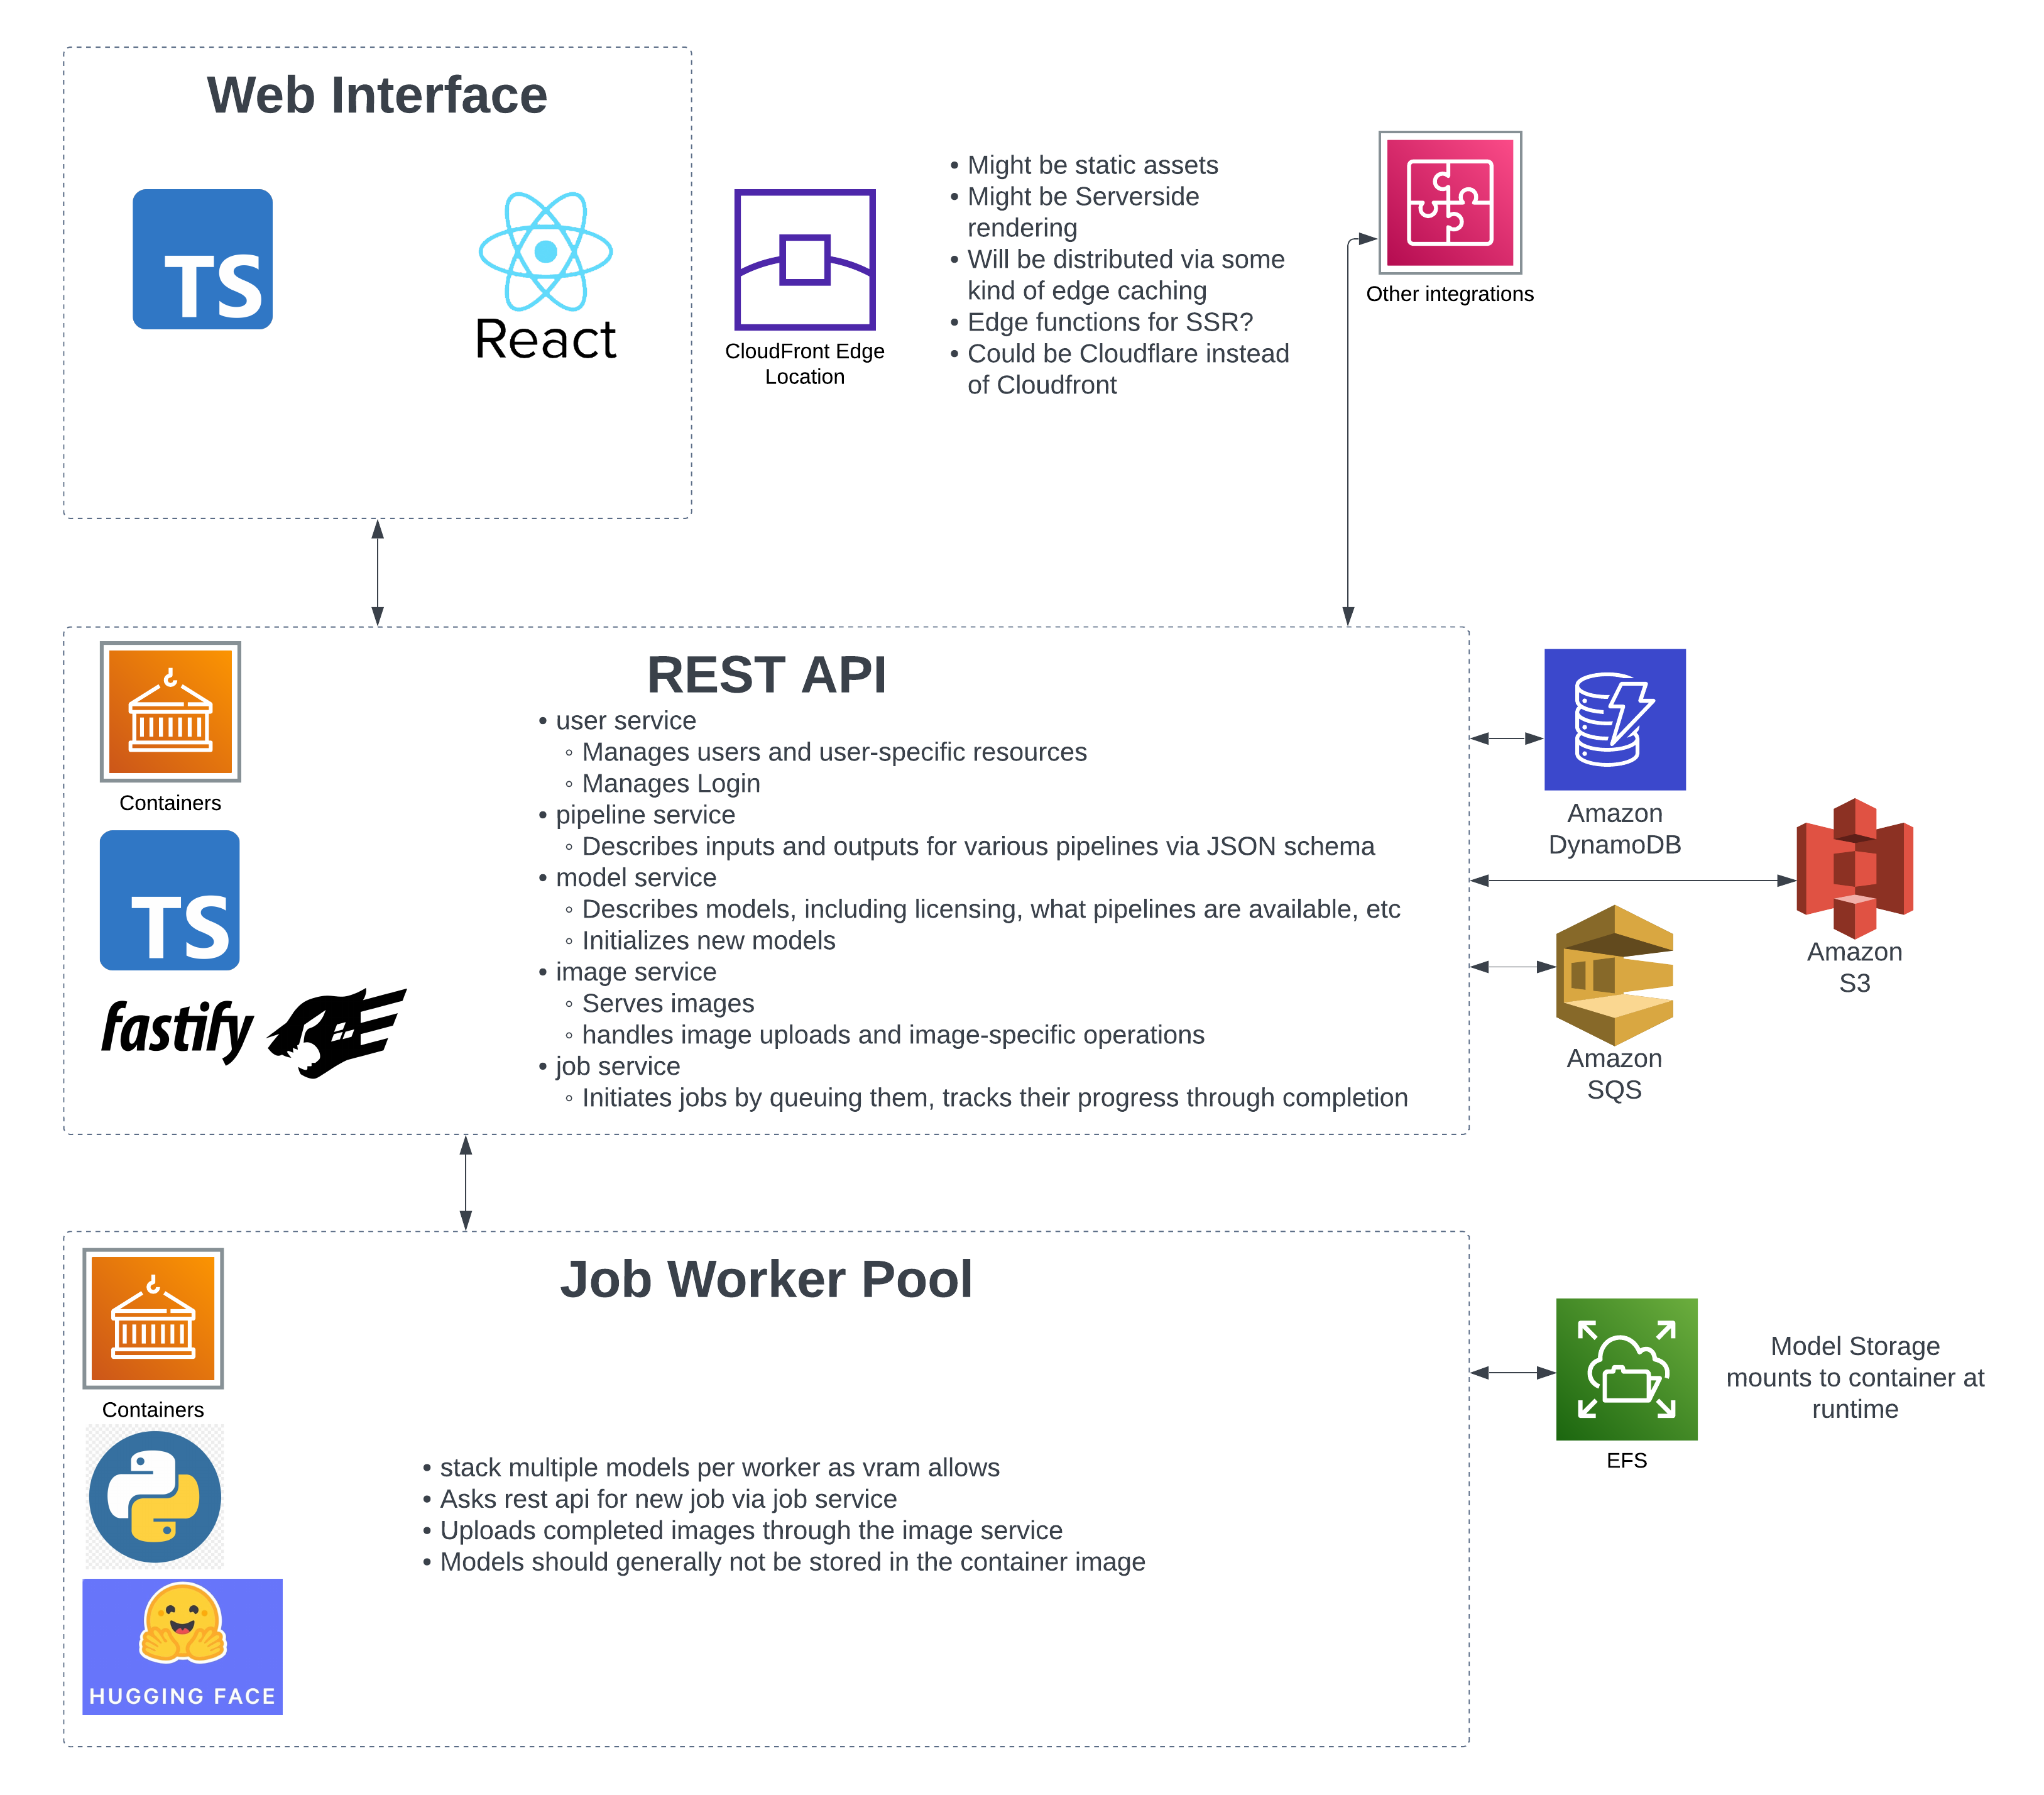 Web Interface
TS
React
CloudFront Edge
Location
• Might be static assets
• Might be Serverside
rendering
• Will be distributed via some
kind of edge caching
• Edge functions for SSR?
• Could be Cloudflare instead
of Cloudfront
Other integrations
REST API
Containers
TS
fastify
• user service
◦ Manages users and user-specific resources
◦ Manages Login
• pipeline service
◦ Describes inputs and outputs for various pipelines via JSON schema
• model service
◦ Describes models, including licensing, what pipelines are available, etc
◦ Initializes new models
• image service
◦ Serves images
◦ handles image uploads and image-specific operations
• job service
◦ Initiates jobs by queuing them, tracks their progress through completion
Amazon
DynamoDB
Amazon
S3
Amazon
SQS
Job Worker Pool
Containers
HUGGING FACE
• stack multiple models per worker as vram allows
• Asks rest api for new job via job service
• Uploads completed images through the image service
• Models should generally not be stored in the container image
EFS
Model Storage
mounts to container at
runtime